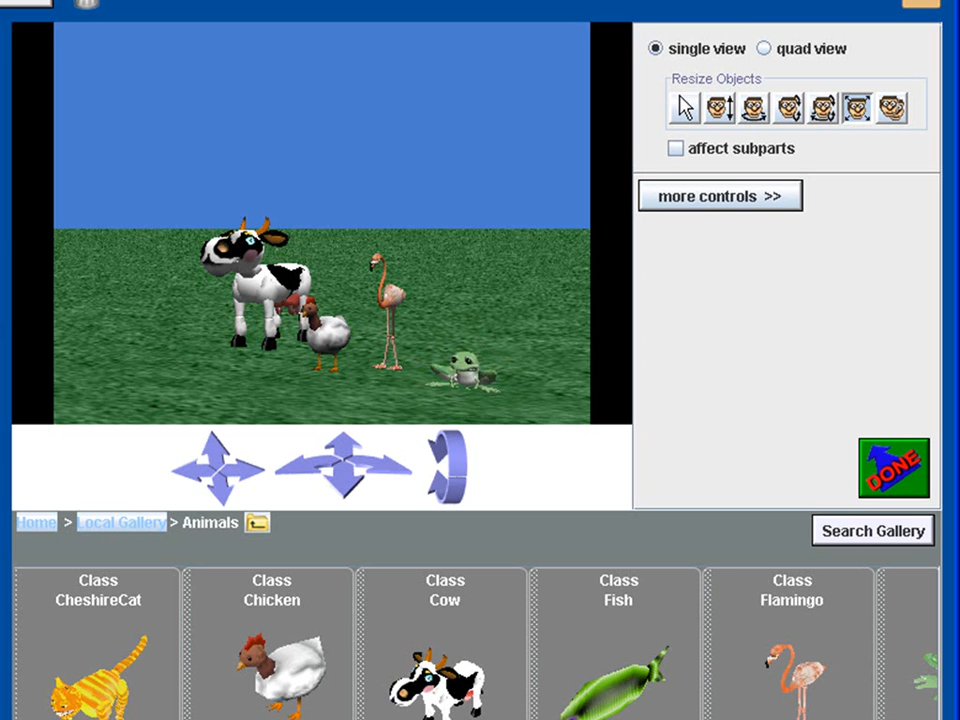 single view quad view
Resize Objects
affect subparts
more controls >>
DONE
Home > Local Gallery > Animals
Search Gallery
Class
CheshireCat
Class
Chicken
Class
Cow
Class
Fish
Class
Flamingo